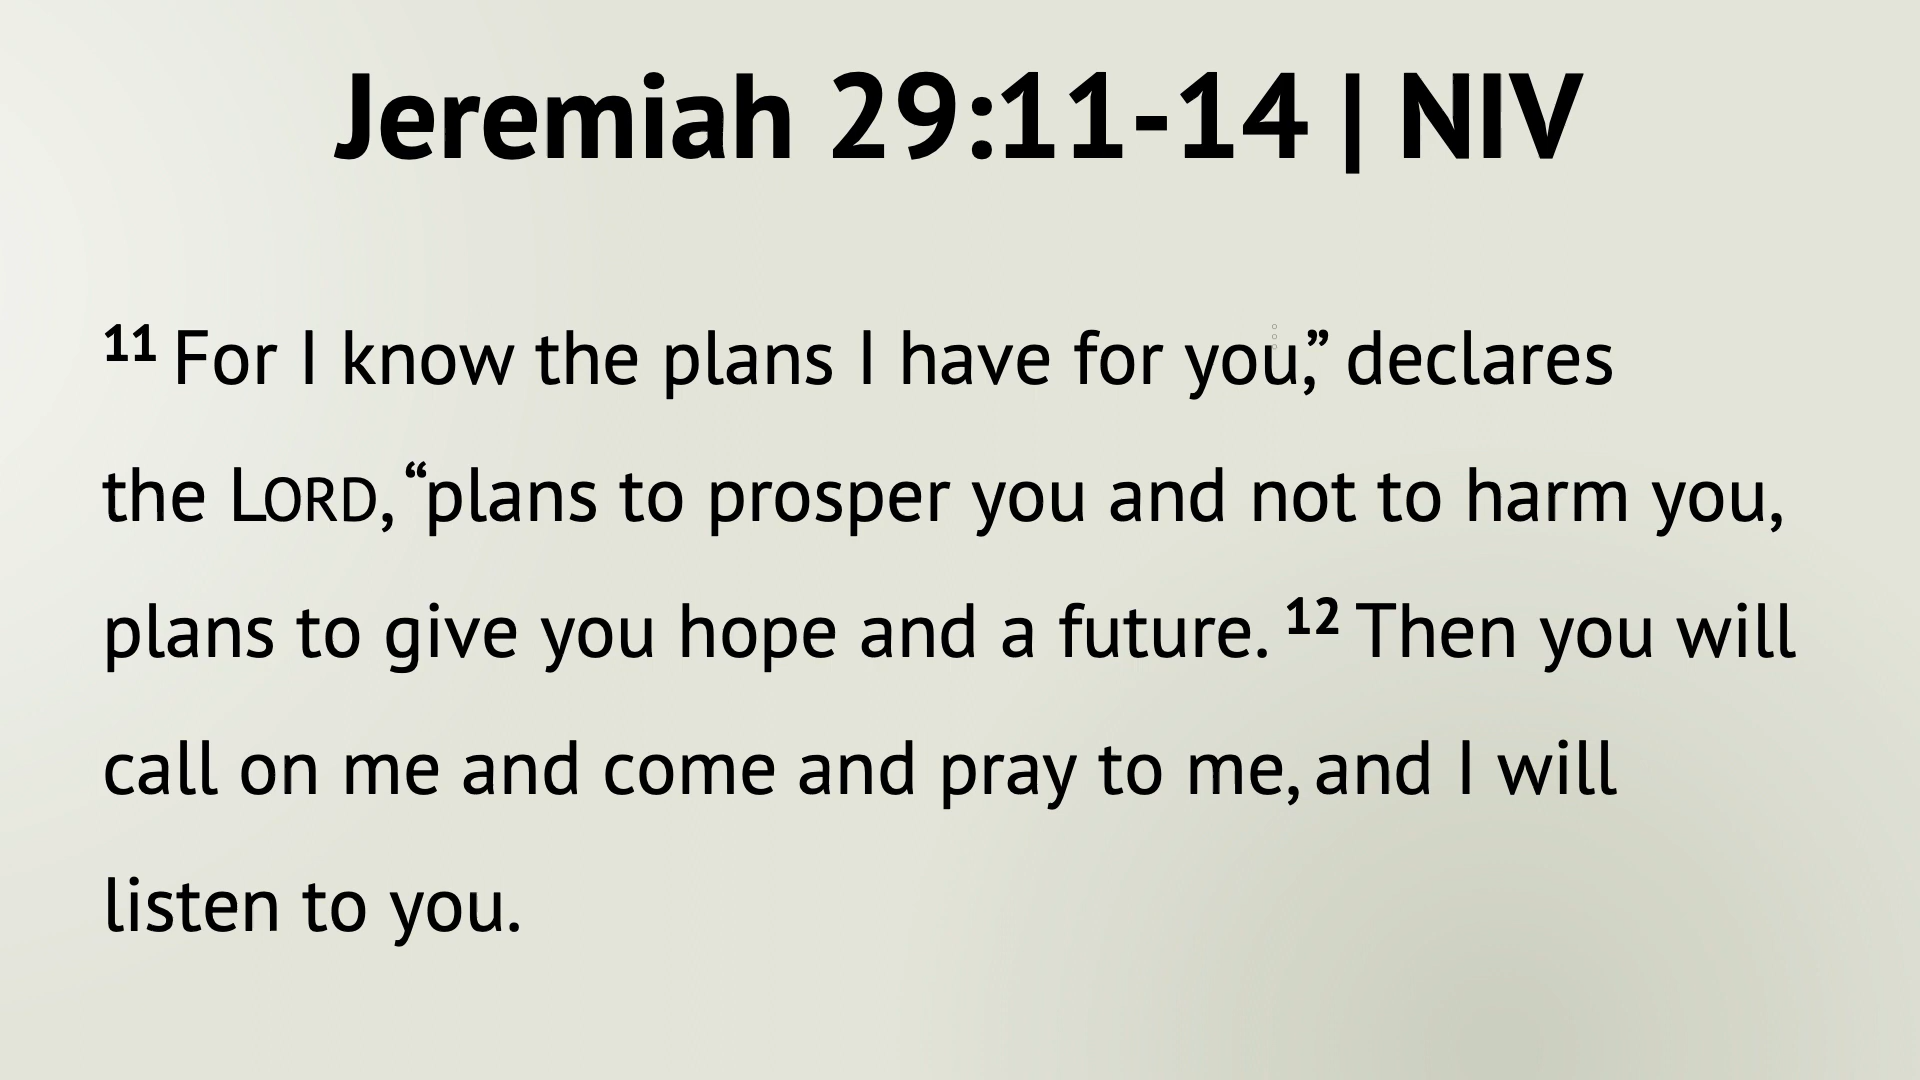 Jeremiah 29:11-14 | NIV
11 For I know the plans I have for you,” declares
the LORD, “plans to prosper you and not to harm you,
plans to give you hope and a future. 12 Then you will
call on me and come and pray to me, and I will
listen to you.